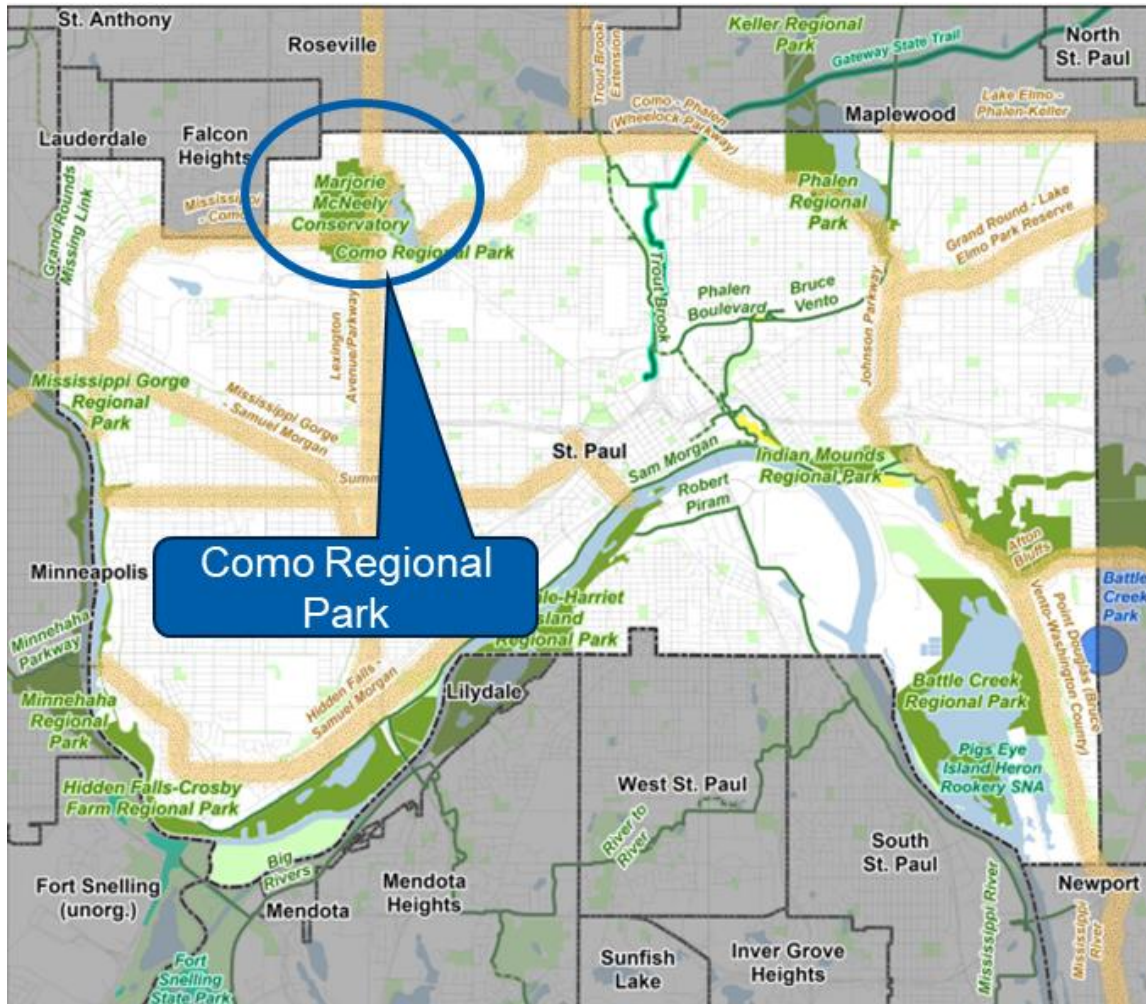 St. Anthony
Roseville
Trout Brook
Extension
Keller Regional
Park
Gateway State Trail
North
St. Paul
Lauderdale
Falcon
Heights
Como - Phalen
(Wheelock Parkway)
Maplewood
Lake Elmo -
Phalen-Keller
Grand Rounds
Missing Link
Mississippi
- Como
Marjorie
McNeely
Conservatory
Como Regional Park
Phalen
Regional
Park
Grand Round - Lake
Elmo Park Reserve
Trout Brook
Phalen
Boulevard
Bruce
Vento
Lexington
Avenue/Parkway
Johnson Parkway
Mississippi Gorge
Regional
Park
Mississippi Gorge
- Samuel Morgan
St. Paul
Sam Morgan
Indian Mounds
Regional Park
Robert
Piram
Como Regional
Park
Minneapolis
Afton
Bluffs
Battle
Creek
Park
Regional Park
Minnehaha
Parkway
Minnehaha
Regional
Park
Hidden Falls -
Samuel Morgan
Lilydale
Battle Creek
Regional Park
Point Douglas (Bruce
Vento-Washington
County)
Hidden Falls-Crosby
Farm Regional Park
Pigs Eye
Island Heron
Rookery SNA
West St. Paul
River to
River
South
St. Paul
Big
Rivers
Fort Snelling
(unorg.)
Mendota
Mendota
Heights
Newport
Mississippi River
Mississippi
River
Fort
Snelling
State Park
Sunfish
Lake
Inver Grove
Heights